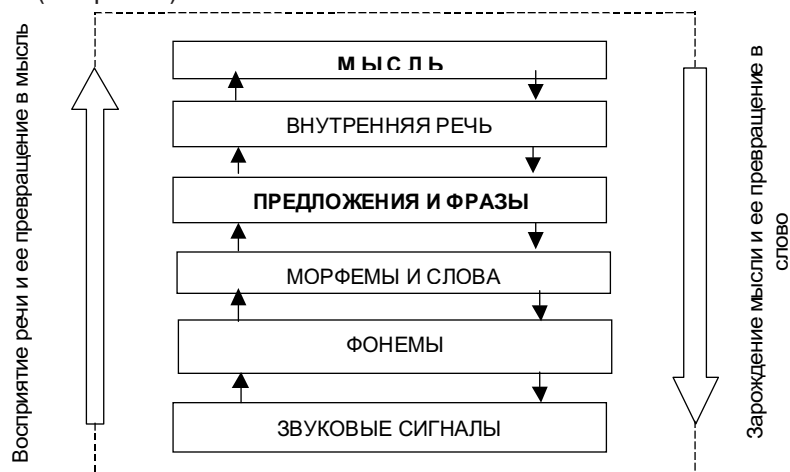 МЫСЛЬ
ВНУТРЕННЯЯ РЕЧЬ
ПРЕДЛОЖЕНИЯ И ФРАЗЫ
МОРФЕМЫ И СЛОВА
ФОНЕМЫ
ЗВУКОВЫЕ СИГНАЛЫ
Восприятие речи и ее превращение в мысль
Зарождение мысли и ее превращение в
слово